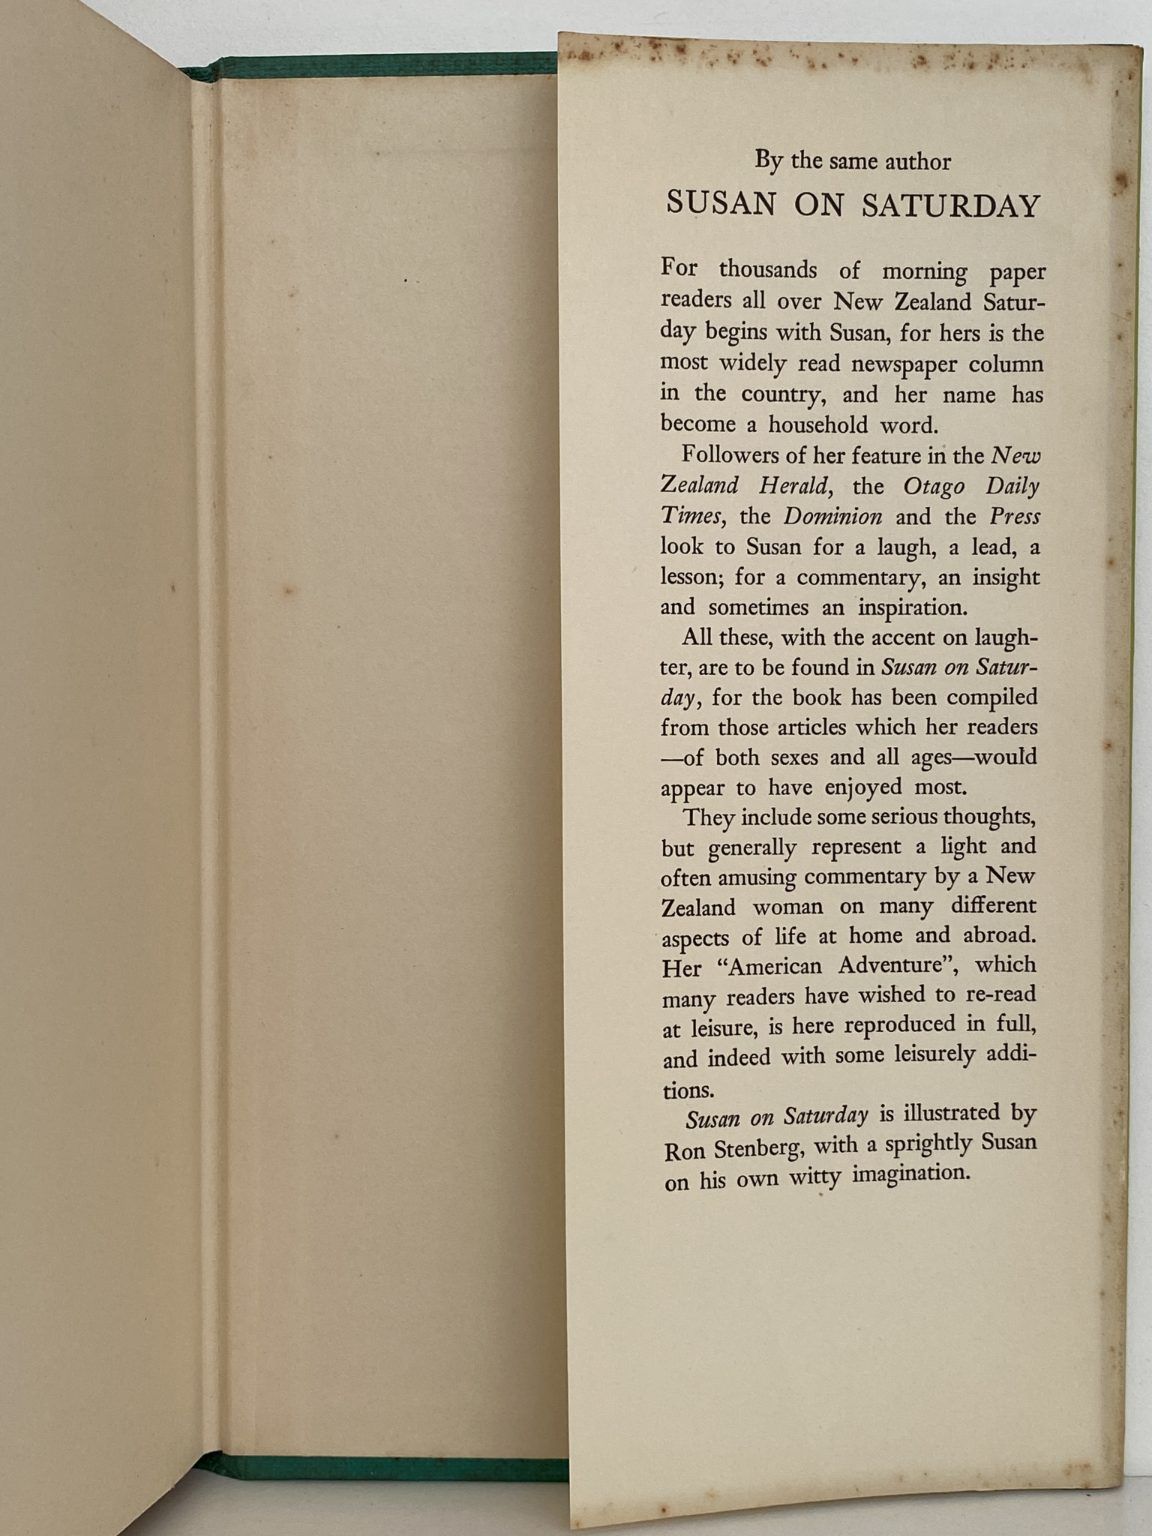 By the same author
SUSAN ON SATURDAY
For thousands of morning paper
readers all over New Zealand Satur-
day begins with Susan, for hers is the
most widely read newspaper column
in the country, and her name has
become a household word.
Followers of her feature in the New
Zealand Herald, the Otago Daily
Times, the Dominion and the Press
look to Susan for a laugh, a lead, a
lesson; for a commentary, an insight
and sometimes an inspiration.
All these, with the accent on laugh-
ter, are to be found in Susan on Satur-
day, for the book has been compiled
from those articles which her readers
—of both sexes and all ages—would
appear to have enjoyed most.
They include some serious thoughts,
but generally represent a light and
often amusing commentary by a New
Zealand woman on many different
aspects of life at home and abroad.
Her “American Adventure”, which
many readers have wished to re-read
at leisure, is here reproduced in full,
and indeed with some leisurely addi-
tions.
Susan on Saturday is illustrated by
Ron Stenberg, with a sprightly Susan
on his own witty imagination.